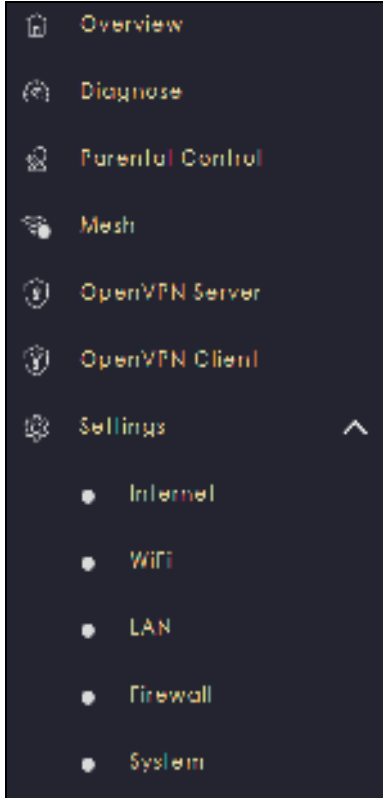 Overview
Diagnose
Parental Control
Mesh
OpenVPN Server
OpenVPN Client
Settings
Internet
WiFi
LAN
Firewall
System